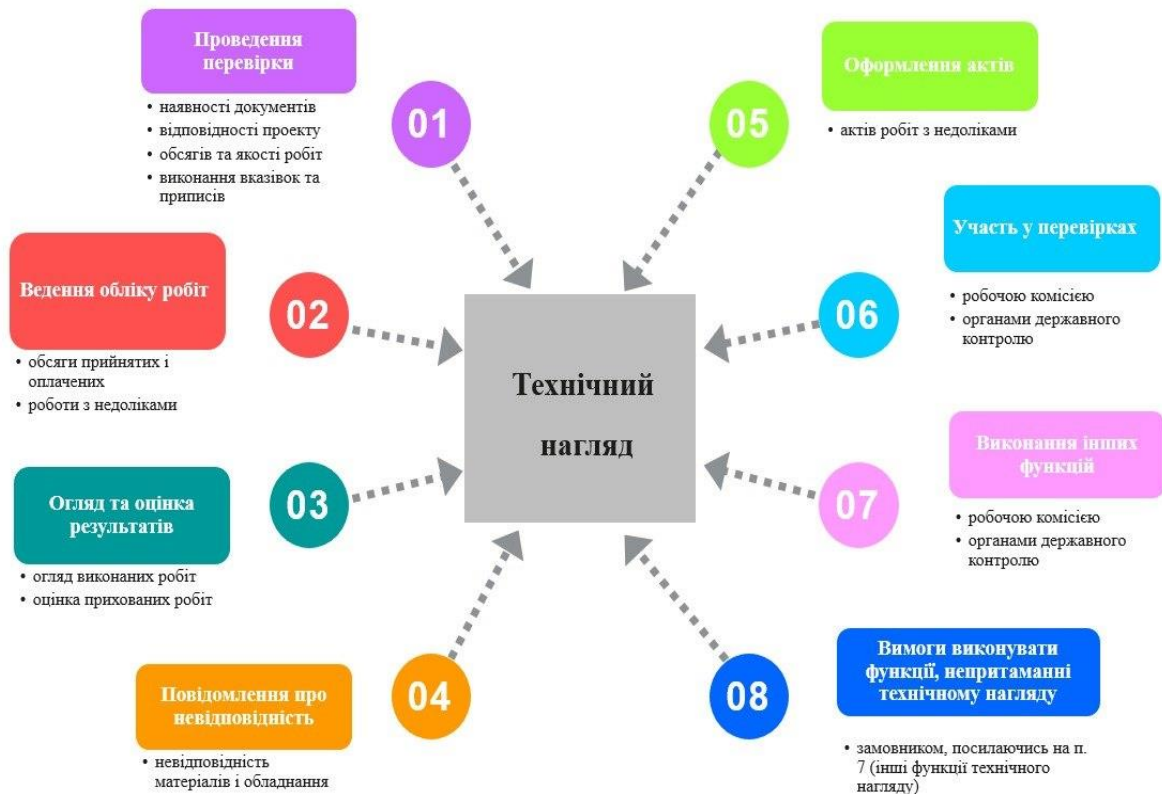 Проведення
перевірки
• наявності документів
• відповідності проекту
• обсягів та якості робіт
• виконання вказівок та
приписів
01
Ведення обліку робіт
• обсяги прийнятих і
оплачених
• роботи з недоліками
02
Огляд та оцінка
результатів
• огляд виконаних робіт
• оцінка прихованих робіт
03
Повідомлення про
невідповідність
• невідповідність
матеріалів і обладнання
04
Технічний
нагляд
05
Оформлення актів
• актів робіт з недоліками
06
Участь у перевірках
• робочою комісією
• органами державного
контролю
07
Виконання інших
функцій
• робочою комісією
• органами державного
контролю
08
Вимоги виконувати
функції, непритаманні
технічному нагляду
• замовником, посилаючись на п.
7 (інші функції технічного
нагляду)